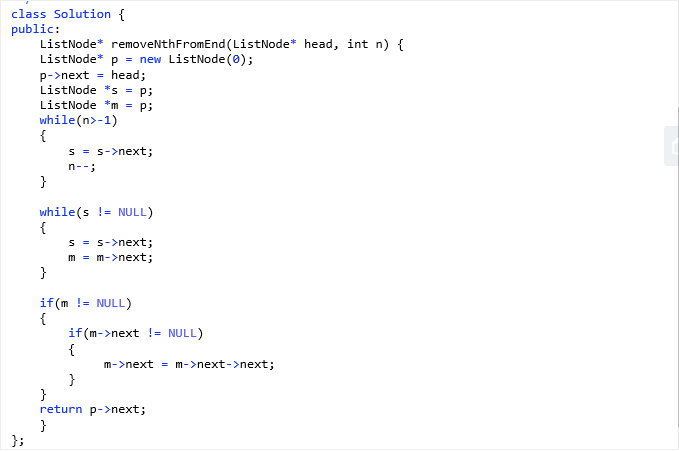 class Solution {
public:
    ListNode* removeNthFromEnd(ListNode* head, int n) {
    ListNode* p = new ListNode(0);
    p->next = head;
    ListNode *s = p;
    ListNode *m = p;
    while(n>-1)
    {
        s = s->next;
        n--;
    }

    while(s != NULL)
    {
        s = s->next;
        m = m->next;
    }

    if(m != NULL)
    {
        if(m->next != NULL)
        {
             m->next = m->next->next;
        }
    }
    return p->next;
    }
};